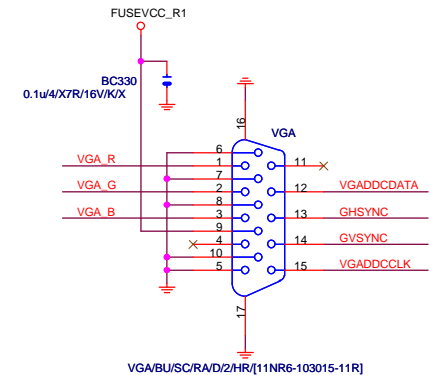 FUSEVCC_R1
BC330
0.1u/4/X7R/16V/K/X
16
VGA
6
VGA_R
1
11
7
VGA_G
2
12
VGADDCDATA
8
VGA_B
3
13
GHSYNC
9
4
14
GVSYNC
10
5
15
VGADDCCLK
17
VGA/BU/SC/RA/D/2/HR/[11NR6-103015-11R]